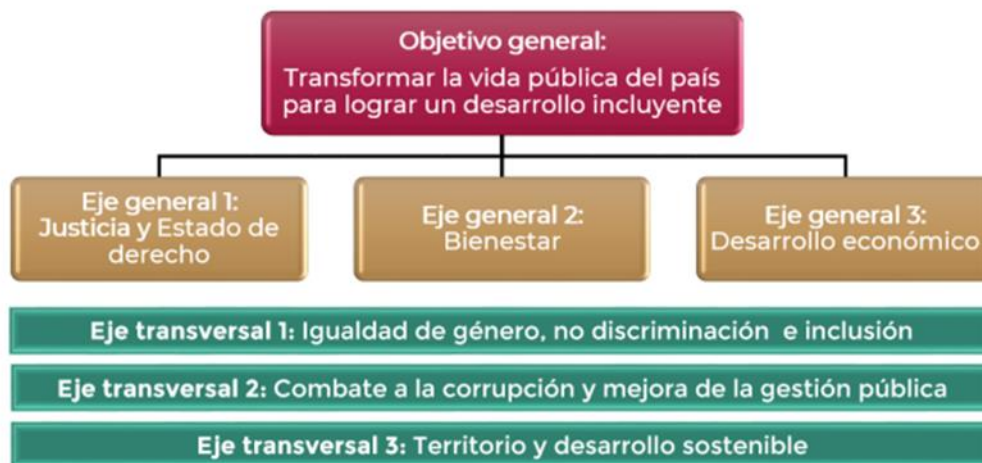 Objetivo general:
Transformar la vida pública del país
para lograr un desarrollo incluyente
Eje general 1:
Justicia y Estado de
derecho
Eje general 2:
Bienestar
Eje general 3:
Desarrollo económico
Eje transversal 1: Igualdad de género, no discriminación e inclusión
Eje transversal 2: Combate a la corrupción y mejora de la gestión pública
Eje transversal 3: Territorio y desarrollo sostenible